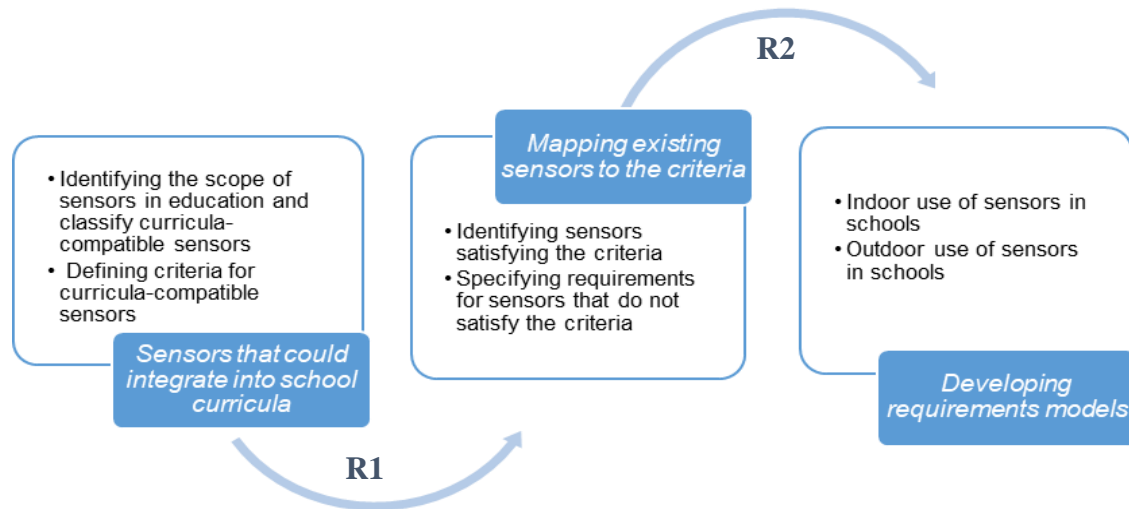 • Identifying the scope of
sensors in education and
classify curricula-
compatible sensors
• Defining criteria for
curricula-compatible
sensors
Sensors that could
integrate into school
curricula
R1
Mapping existing
sensors to the criteria
• Identifying sensors
satisfying the criteria
• Specifying requirements
for sensors that do not
satisfy the criteria
R2
• Indoor use of sensors in
schools
• Outdoor use of sensors
in schools
Developing
requirements models